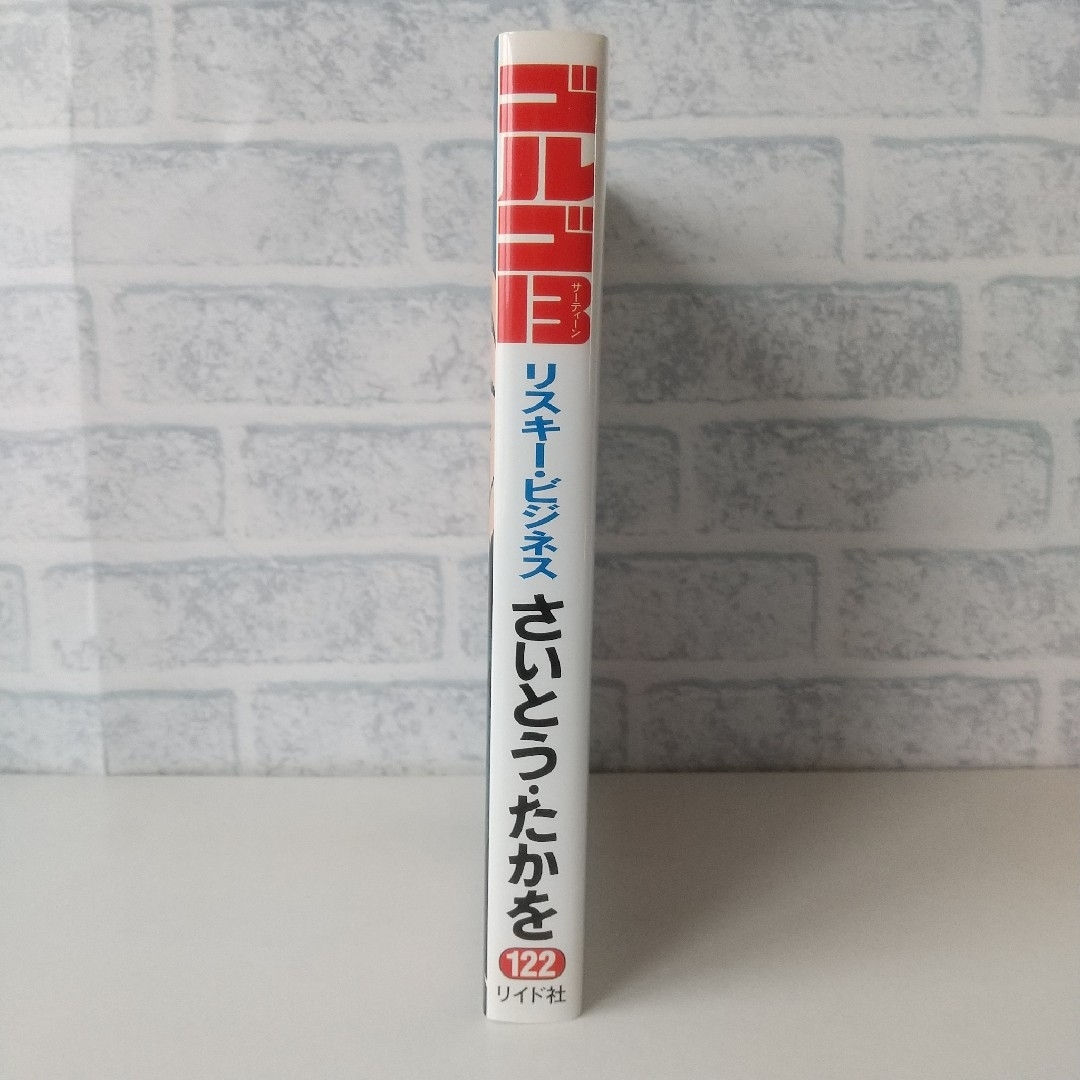 ゴルゴ13
サーティーン
リスキー・ビジネス
さいとう・たかを
122
リイド社